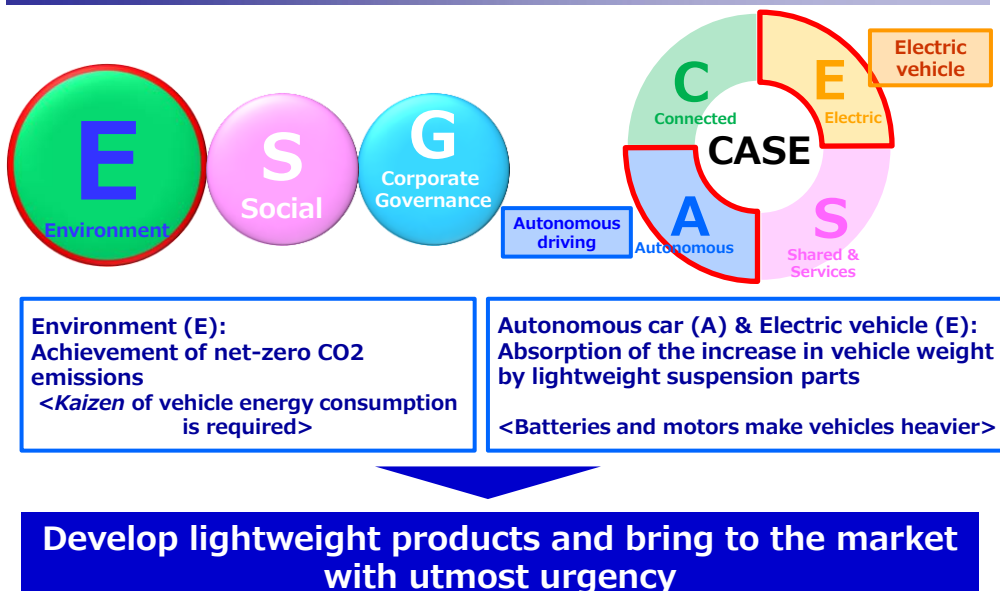 E
Environment
S
Social
G
Corporate
Governance
C
Connected
E
Electric
Electric
vehicle
CASE
Autonomous
driving
A
Autonomous
S
Shared &
Services
Environment (E):
Achievement of net-zero CO2
emissions
<Kaizen of vehicle energy consumption
is required>
Autonomous car (A) & Electric vehicle (E):
Absorption of the increase in vehicle weight
by lightweight suspension parts
<Batteries and motors make vehicles heavier>
Develop lightweight products and bring to the market
with utmost urgency